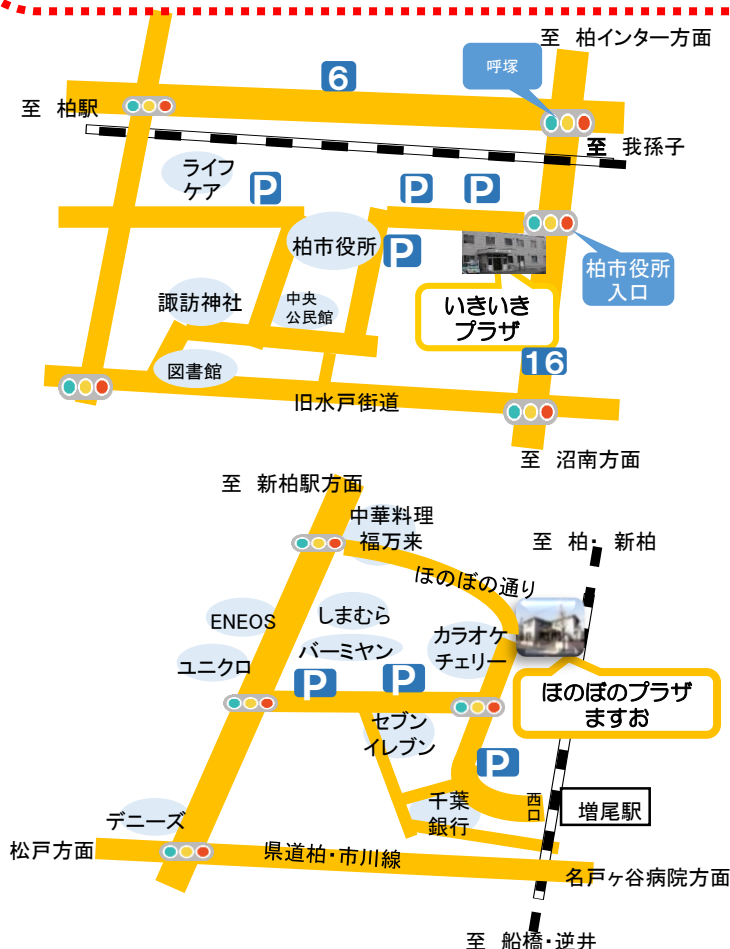 至　柏インター方面
呼塚
6
至　柏駅
至　我孫子
ライフ
ケア
P
P
P
柏市役所
P
柏市役所
入口
諏訪神社
中央
公民館
いきいき
プラザ
図書館
16
旧水戸街道
至　沼南方面
至　新柏駅方面
中華料理
福万来
至　柏・　新柏
ほのぼの通り
ENEOS
しまむら
カラオケ
チェリー
バーミヤン
ユニクロ
P
P
ほのぼのプラザ
ますお
セブン
イレブン
P
千葉
銀行
西
口
増尾駅
デニーズ
松戸方面
県道柏・市川線
名戸ヶ谷病院方面
至　船橋・逆井